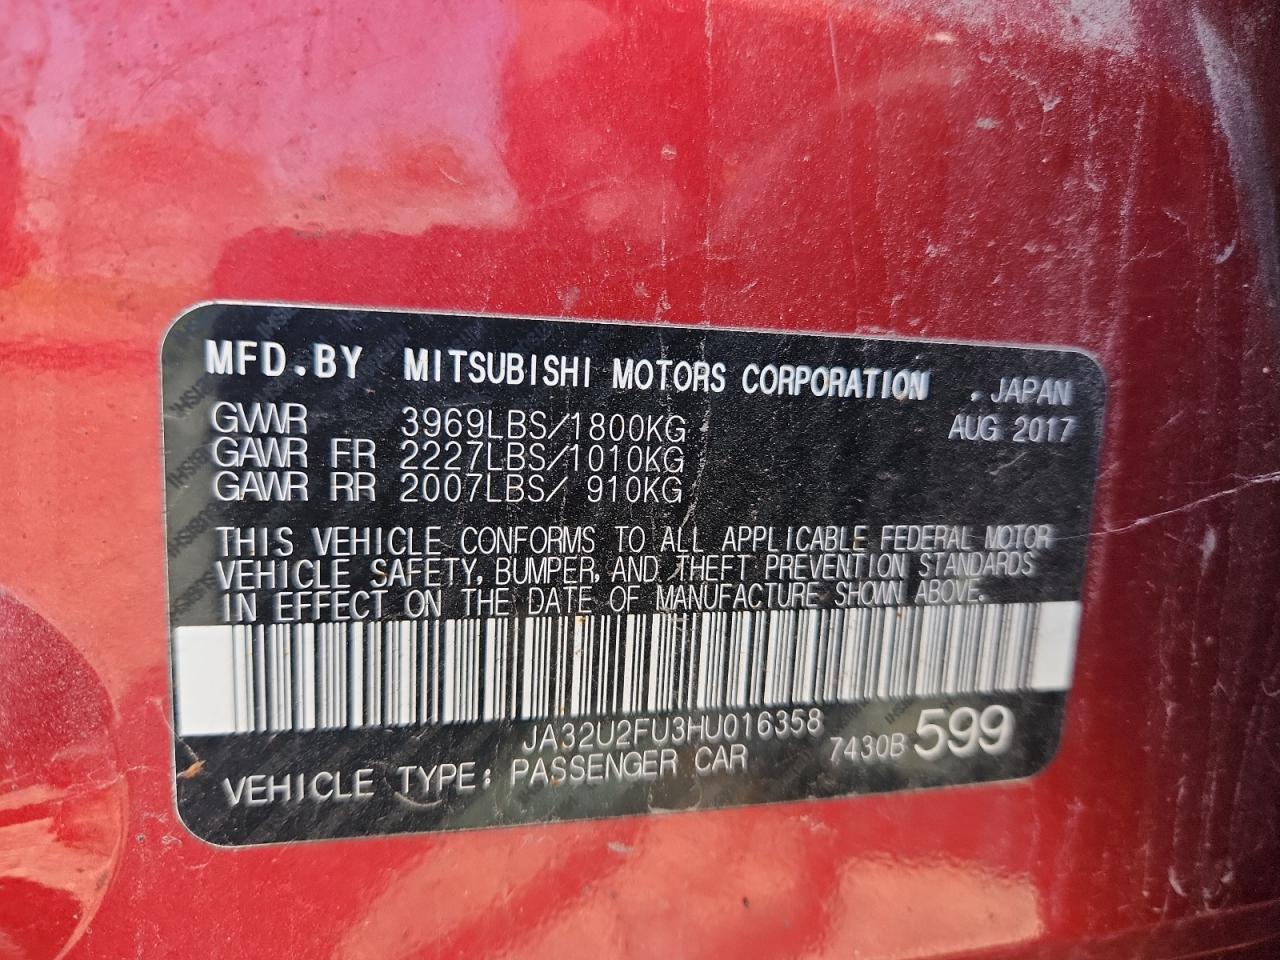 MFD.BY MITSUBISHI MOTORS CORPORATION .JAPAN
GVWR 3969LBS/1800KG AUG 2017
GAWR FR 2227LBS/1010KG
GAWR RR 2007LBS/ 910KG
THIS VEHICLE CONFORMS TO ALL APPLICABLE FEDERAL MOTOR
VEHICLE SAFETY, BUMPER, AND THEFT PREVENTION STANDARDS
IN EFFECT ON THE DATE OF MANUFACTURE SHOWN ABOVE.
JA32U2FU3HU016358
VEHICLE TYPE: PASSENGER CAR 7430B 599